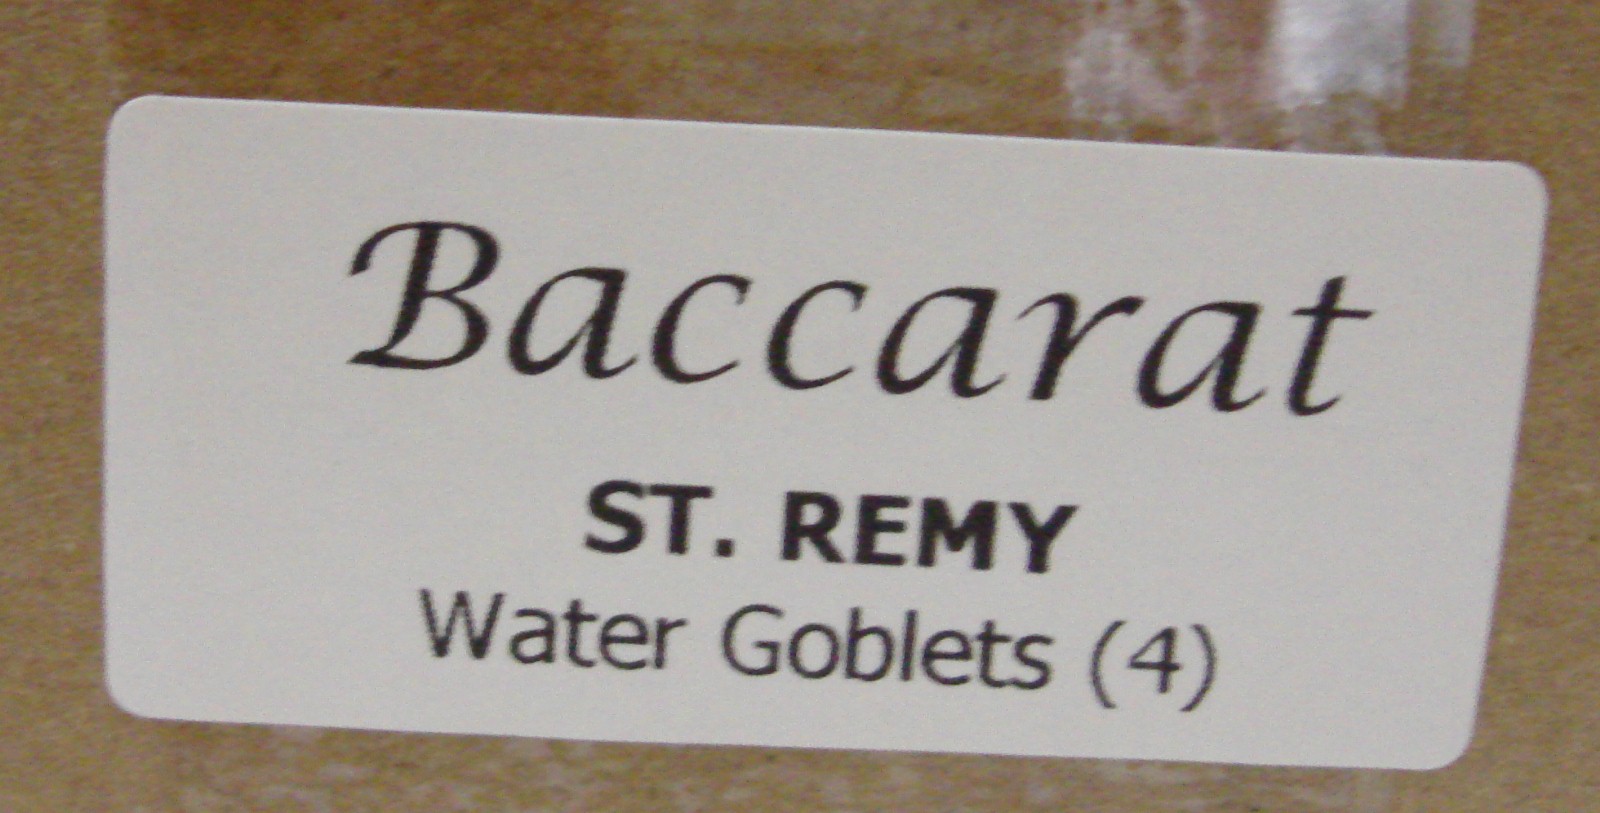 Baccarat
ST. REMY
Water Goblets (4)